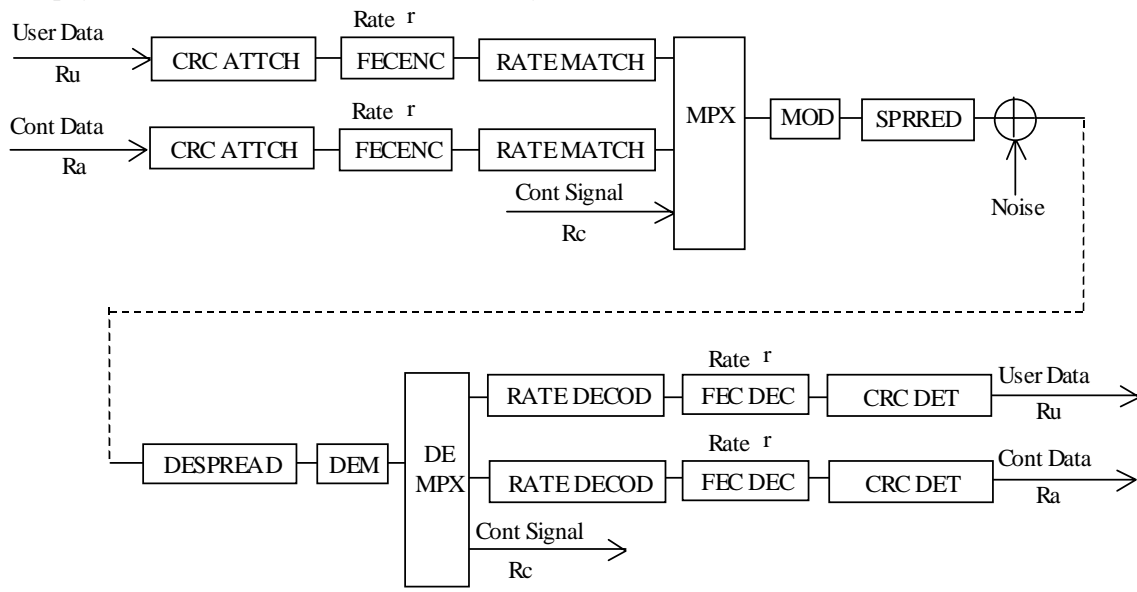 Rate r
User Data
Ru
CRC ATTCH
FECENC
RATE MATCH
Rate r
Cont Data
Ra
CRC ATTCH
FECENC
RATE MATCH
Cont Signal
Rc
MPX
MOD
SPRRED
Noise
DESPREAD
DEM
DE
MPX
Rate r
RATE DECOD
FEC DEC
CRC DET
User Data
Ru
Rate r
RATE DECOD
FEC DEC
CRC DET
Cont Data
Ra
Cont Signal
Rc